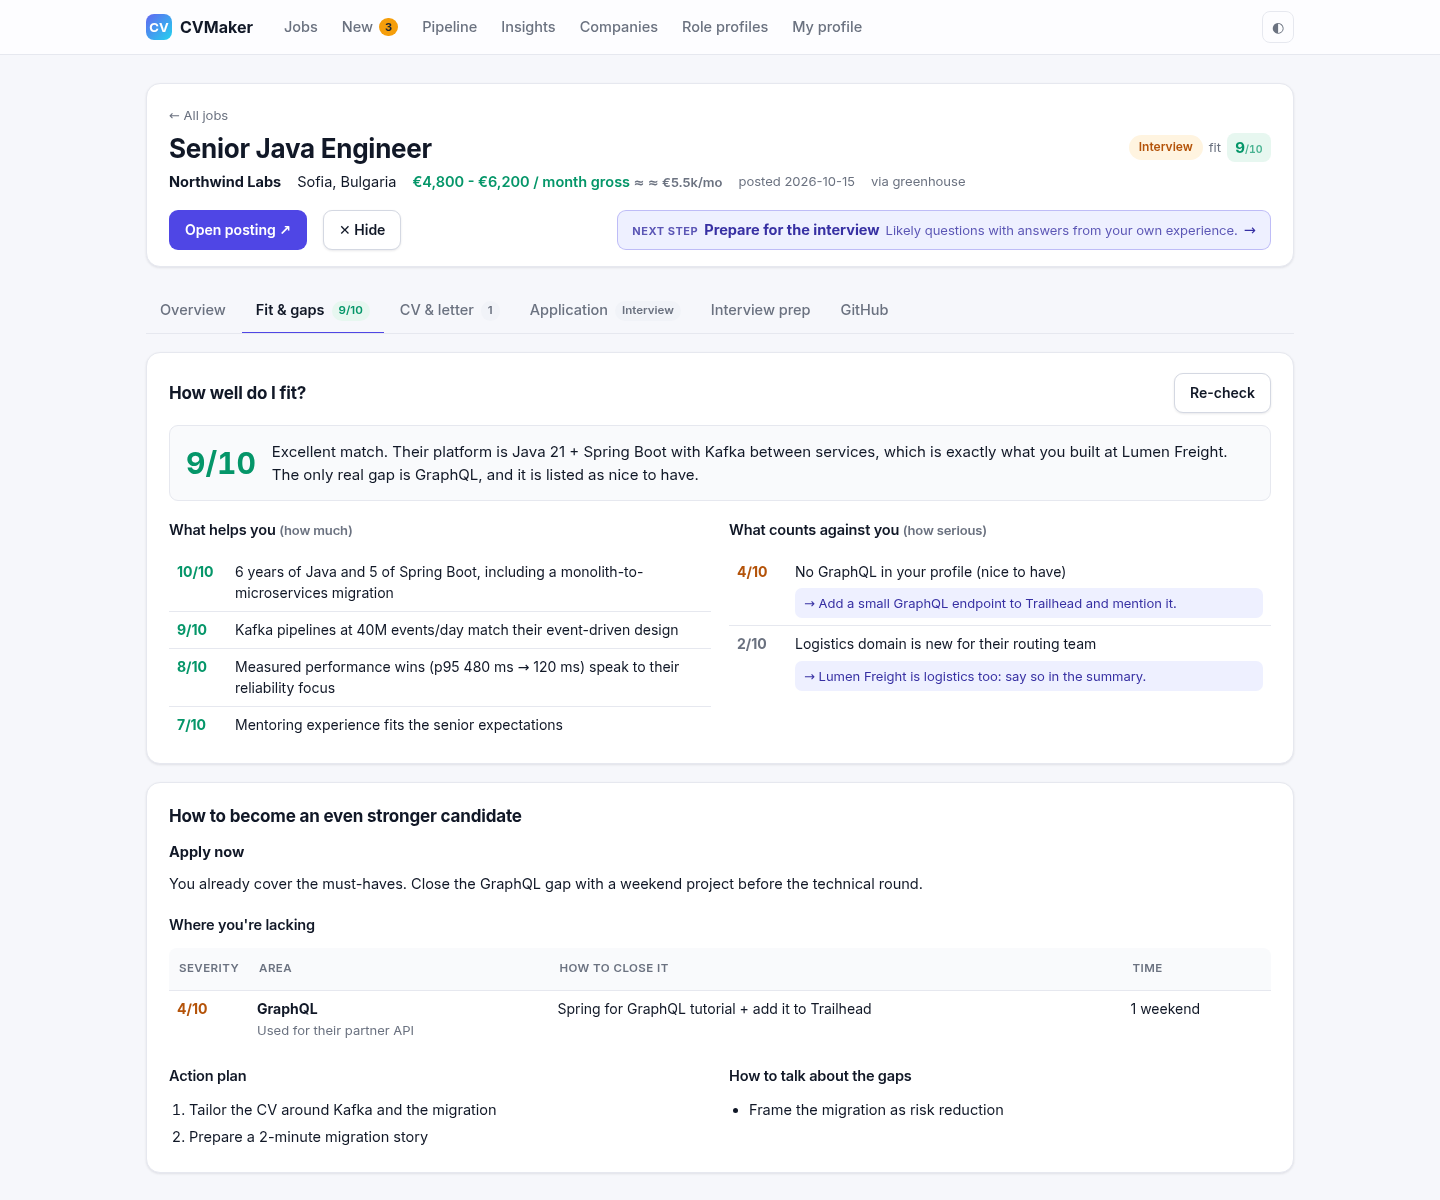 CV CVMaker Jobs New 3 Pipeline Insights Companies Role profiles My profile
← All jobs
Senior Java Engineer
Interview fit 9/10
Northwind Labs Sofia, Bulgaria €4,800 - €6,200 / month gross ≈ ≈ €5.5k/mo posted 2026-10-15 via greenhouse
Open posting ↗ ✕ Hide NEXT STEP Prepare for the interview Likely questions with answers from your own experience. →
Overview Fit & gaps 9/10 CV & letter 1 Application Interview Interview prep GitHub
How well do I fit? Re-check
9/10
Excellent match. Their platform is Java 21 + Spring Boot with Kafka between services, which is exactly what you built at Lumen Freight.
The only real gap is GraphQL, and it is listed as nice to have.
What helps you (how much)
10/10 6 years of Java and 5 of Spring Boot, including a monolith-to-
microservices migration
9/10 Kafka pipelines at 40M events/day match their event-driven design
8/10 Measured performance wins (p95 480 ms → 120 ms) speak to their
reliability focus
7/10 Mentoring experience fits the senior expectations
What counts against you (how serious)
4/10 No GraphQL in your profile (nice to have)
→ Add a small GraphQL endpoint to Trailhead and mention it.
2/10 Logistics domain is new for their routing team
→ Lumen Freight is logistics too: say so in the summary.
How to become an even stronger candidate
Apply now
You already cover the must-haves. Close the GraphQL gap with a weekend project before the technical round.
Where you're lacking
SEVERITY AREA HOW TO CLOSE IT TIME
4/10 GraphQL Spring for GraphQL tutorial + add it to Trailhead 1 weekend
Used for their partner API
Action plan
1. Tailor the CV around Kafka and the migration
2. Prepare a 2-minute migration story
How to talk about the gaps
• Frame the migration as risk reduction